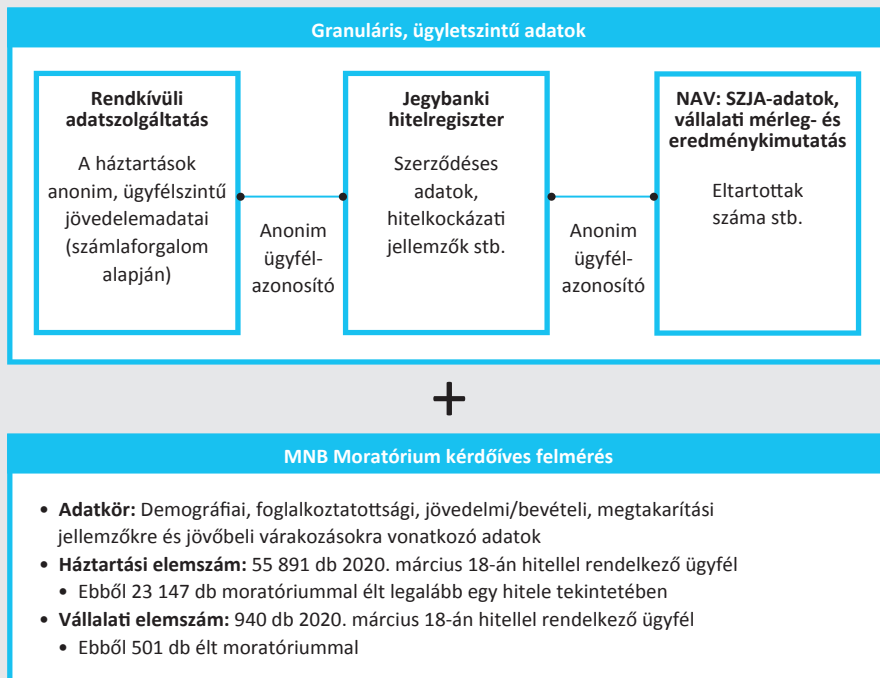 Granuláris, ügyletszintű adatok
Rendkívüli
adatszolgáltatás
A háztartások
anonim, ügyfélszintű
jövedelemadatai
(számlaforgalom
alapján)
Anonim
ügyfél-
azonosító
Jegybanki
hitelregiszter
Szerződéses
adatok,
hitelkockázati
jellemzők stb.
Anonim
ügyfél-
azonosító
NAV: SZJA-adatok,
vállalati mérleg- és
eredménykimutatás
Eltartottak
száma stb.
+
MNB Moratórium kérdőíves felmérés
• Adatkör: Demográfiai, foglalkoztatottsági, jövedelmi/bevételi, megtakarítási
jellemzőkre és jövőbeli várakozásokra vonatkozó adatok
• Háztartási elemszám: 55 891 db 2020. március 18-án hitellel rendelkező ügyfél
• Ebből 23 147 db moratóriummal élt legalább egy hitele tekintetében
• Vállalati elemszám: 940 db 2020. március 18-án hitellel rendelkező ügyfél
• Ebből 501 db élt moratóriummal